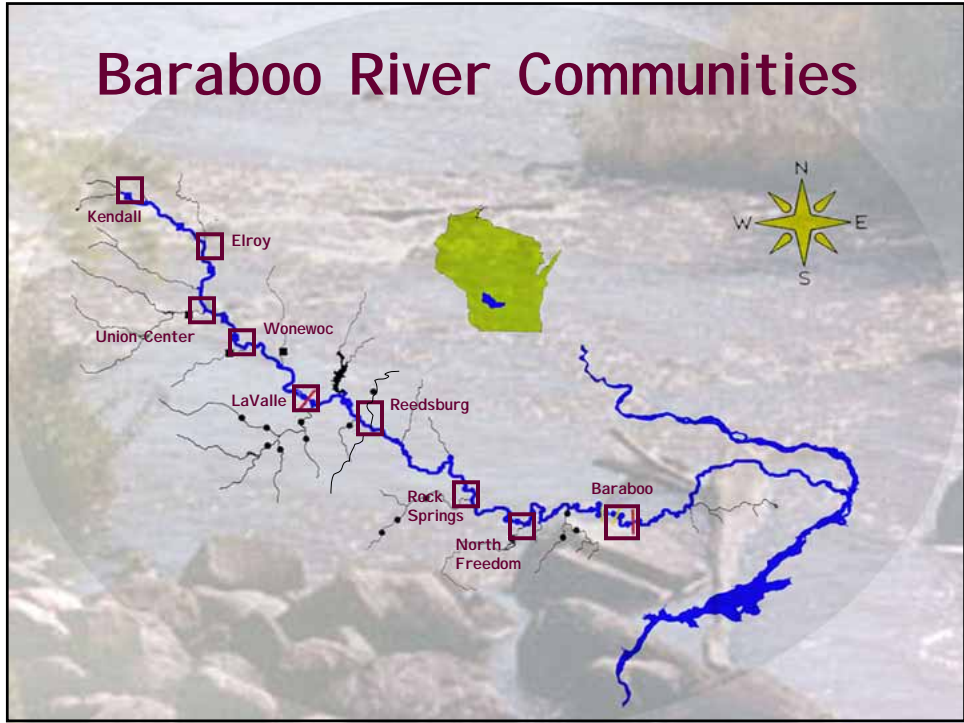 Baraboo River Communities
N
W E
S
Kendall
Elroy
Union Center
Wonewoc
LaValle
Reedsburg
Rock
Springs
North
Freedom
Baraboo